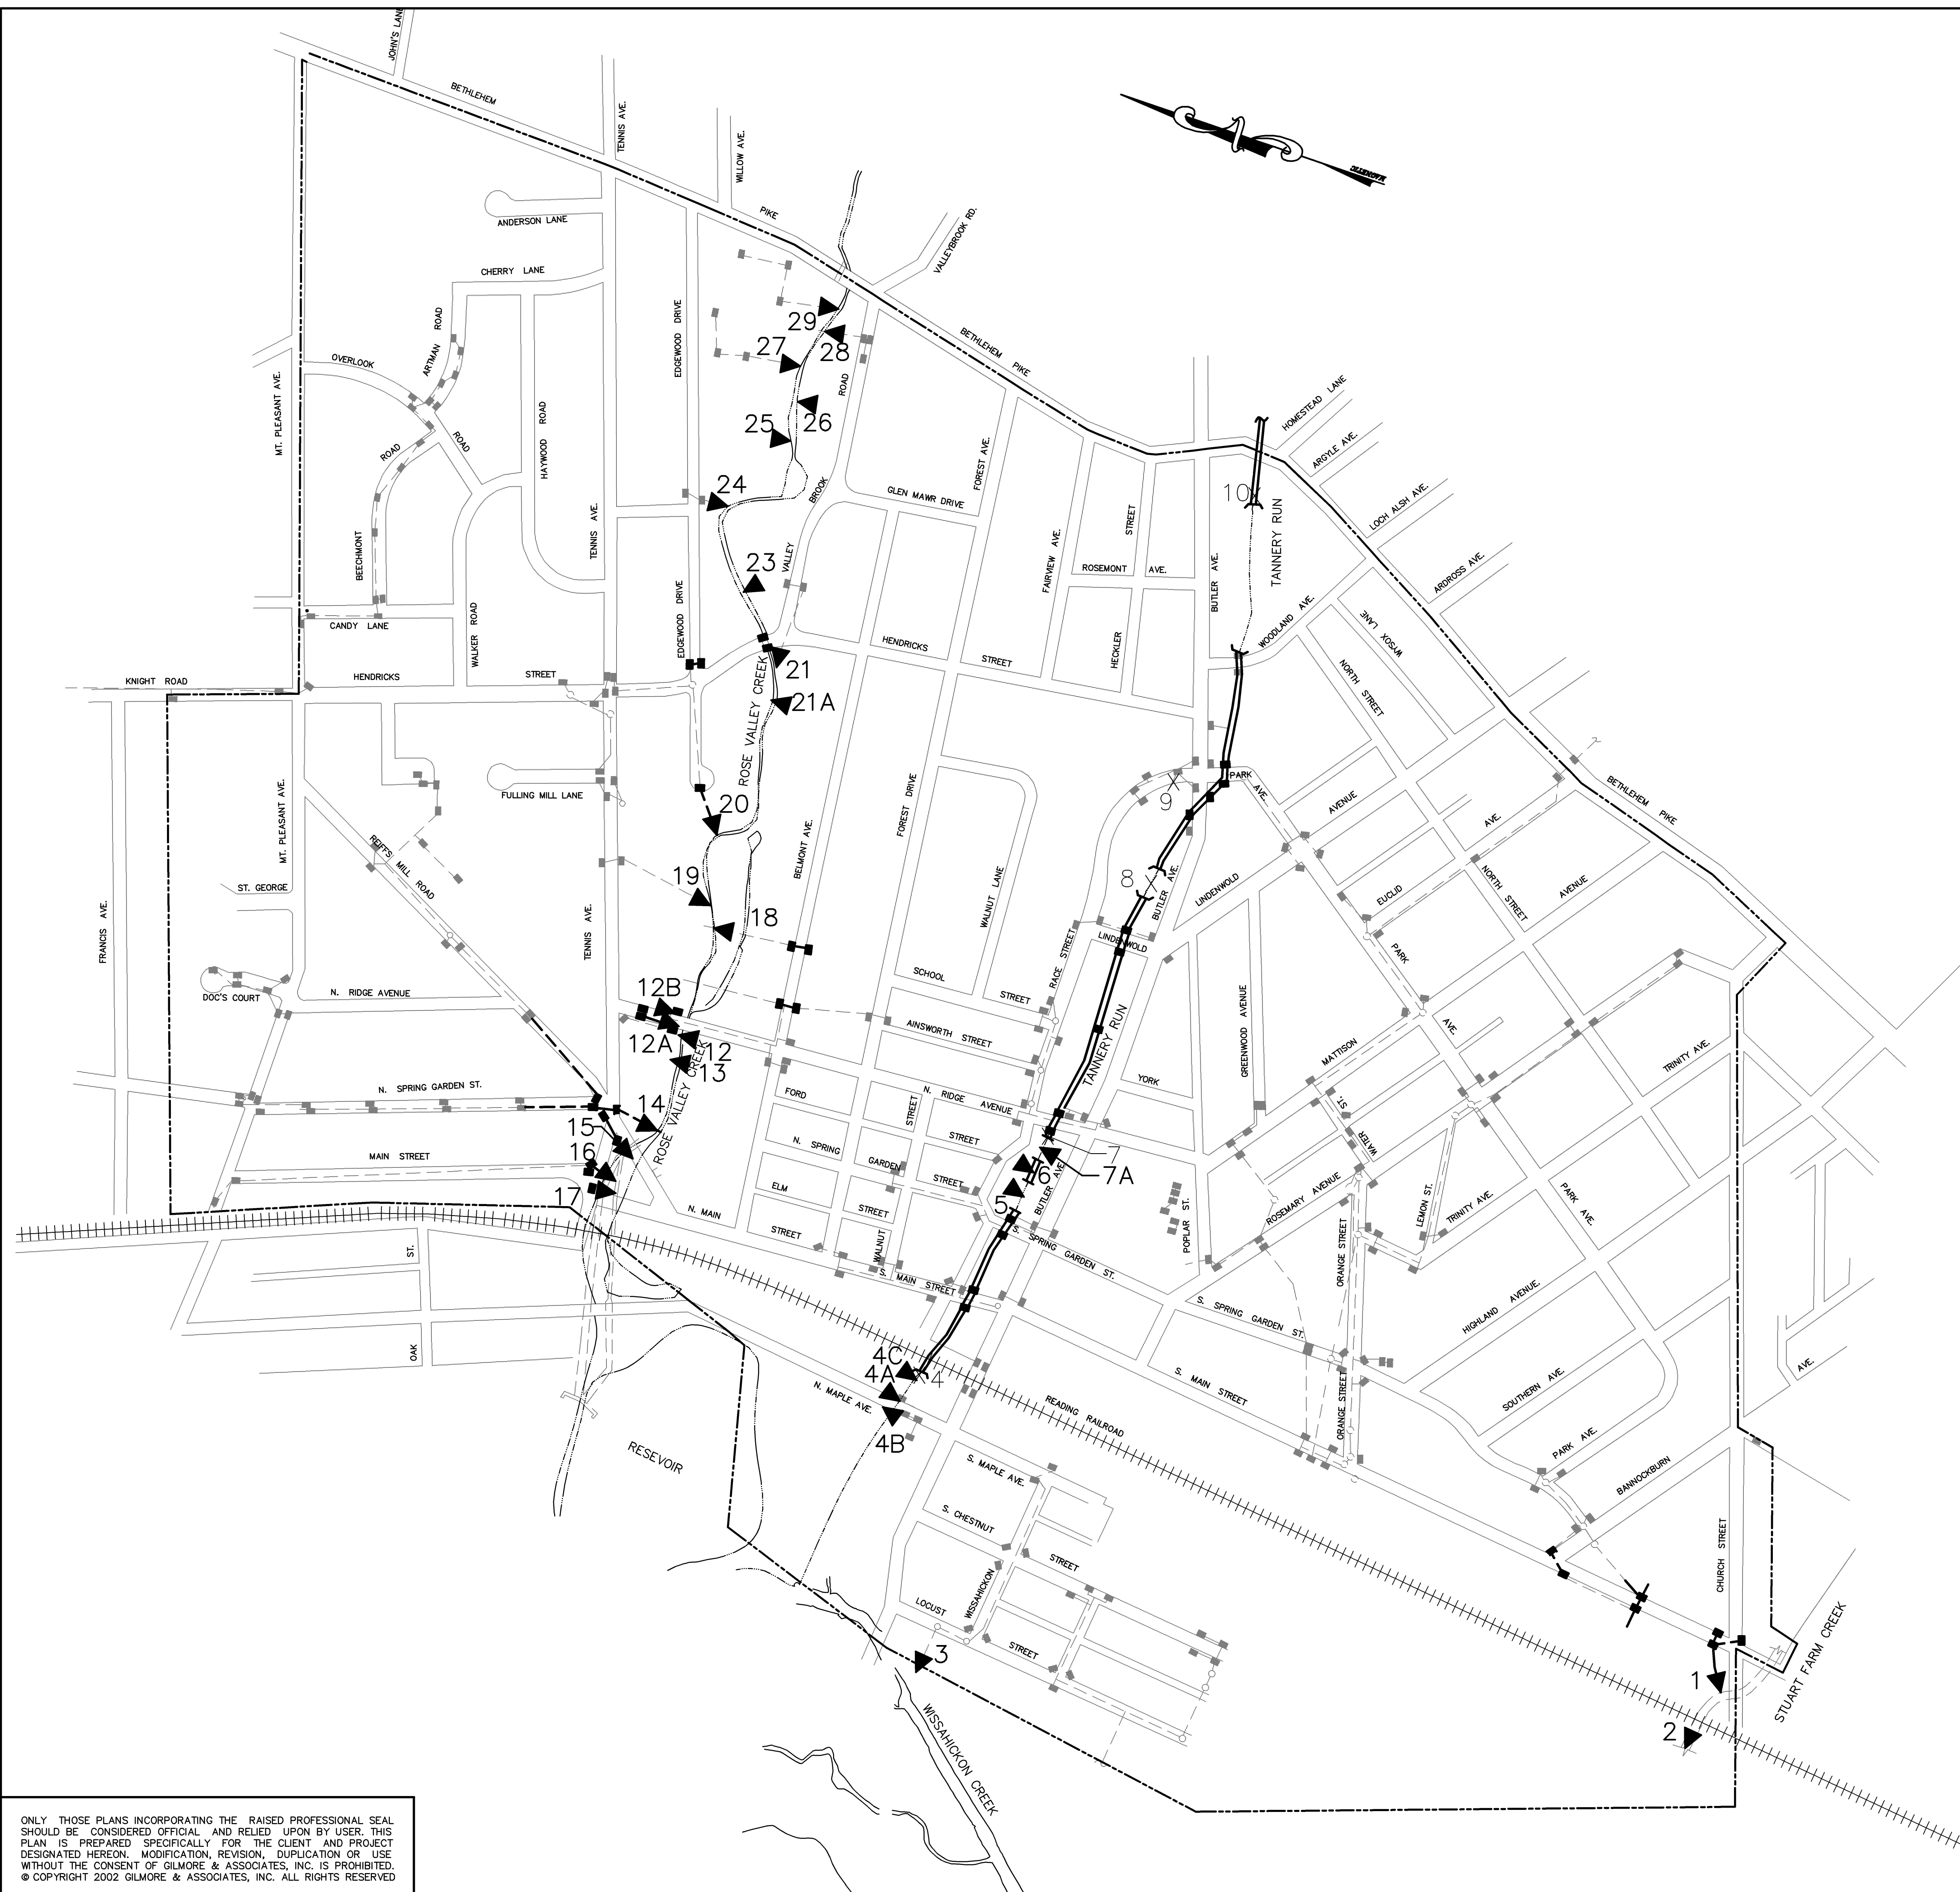 JOHN'S LANE
BETHLEHEM
TENNIS AVE.
WILLOW AVE.
PIKE
VALLEYBROOK RD.
MAGNETIC
ANDERSON LANE
CHERRY LANE
ARTMAN ROAD
OVERLOOK
ROAD
MT. PLEASANT AVE.
HAYWOOD ROAD
EDGEWOOD DRIVE
29
28
27
26
25
24
23
BETHLEHEM PIKE
HOMESTEAD LANE
ARGYLE AVE.
LOCH ALSH AVE.
ARDROSS AVE.
ROAD
BROOK
VALLEY
GLEN MAWR DRIVE
FOREST AVE.
FAIRVIEW AVE.
STREET
HECKLER
ROSEMONT AVE.
BUTLER AVE.
10
TANNERY RUN
WOODLAND AVE.
WYSOX LANE
NORTH STREET
ROAD
BEECHMONT
CANDY LANE
WALKER ROAD
TENNIS AVE.
EDGEWOOD DRIVE
KNIGHT ROAD
HENDRICKS
STREET
HENDRICKS
STREET
21
21A
ROSE VALLEY CREEK
FULLING MILL LANE
20
MT. PLEASANT AVE.
REIFFS MILL ROAD
ST. GEORGE
FRANCIS AVE.
TENNIS AVE.
19
18
BELMONT AVE.
FOREST DRIVE
WALNUT LANE
9
PARK
AVE.
8
BUTLER AVE.
LINDENWOLD
AVENUE
LINDENWOLD
RACE STREET
EUCLID
AVE.
NORTH STREET
AVENUE
PARK
AVE.
BETHLEHEM PIKE
DOC'S COURT
N. RIDGE AVENUE
12B
12A
12
13
SCHOOL
STREET
AINSWORTH STREET
TANNERY RUN
GREENWOOD AVENUE
MATTISON
TRINITY AVE.
YORK
N. SPRING GARDEN ST.
14
15
16
17
ROSE VALLEY CREEK
FORD
STREET
N. RIDGE AVENUE
N. SPRING
GARDEN
STREET
STREET
7
7A
6
5
BUTLER AVE.
WATER
ST.
ROSEMARY AVENUE
LEMON ST.
TRINITY AVE.
PARK AVE.
MAIN STREET
N. MAIN
ELM
STREET
STREET
WALNUT
S. MAIN STREET
S. SPRING GARDEN ST.
POPLAR ST.
ORANGE STREET
S. SPRING GARDEN ST.
HIGHLAND AVENUE.
ST.
OAK
4C
4A
4
4B
N. MAPLE AVE.
READING RAILROAD
S. MAIN STREET
ORANGE STREET
SOUTHERN AVE.
PARK AVE.
AVE.
BANNOCKBURN
RESEVOIR
S. MAPLE AVE.
S. CHESTNUT
STREET
WISSAHICKON
LOCUST
STREET
3
CHURCH STREET
1
2
STUART FARM CREEK
WISSAHICKON CREEK
ONLY THOSE PLANS INCORPORATING THE RAISED PROFESSIONAL SEAL
SHOULD BE CONSIDERED OFFICIAL AND RELIED UPON BY USER. THIS
PLAN IS PREPARED SPECIFICALLY FOR THE CLIENT AND PROJECT
DESIGNATED HEREON. MODIFICATION, REVISION, DUPLICATION OR USE
WITHOUT THE CONSENT OF GILMORE & ASSOCIATES, INC. IS PROHIBITED.
© COPYRIGHT 2002 GILMORE & ASSOCIATES, INC. ALL RIGHTS RESERVED